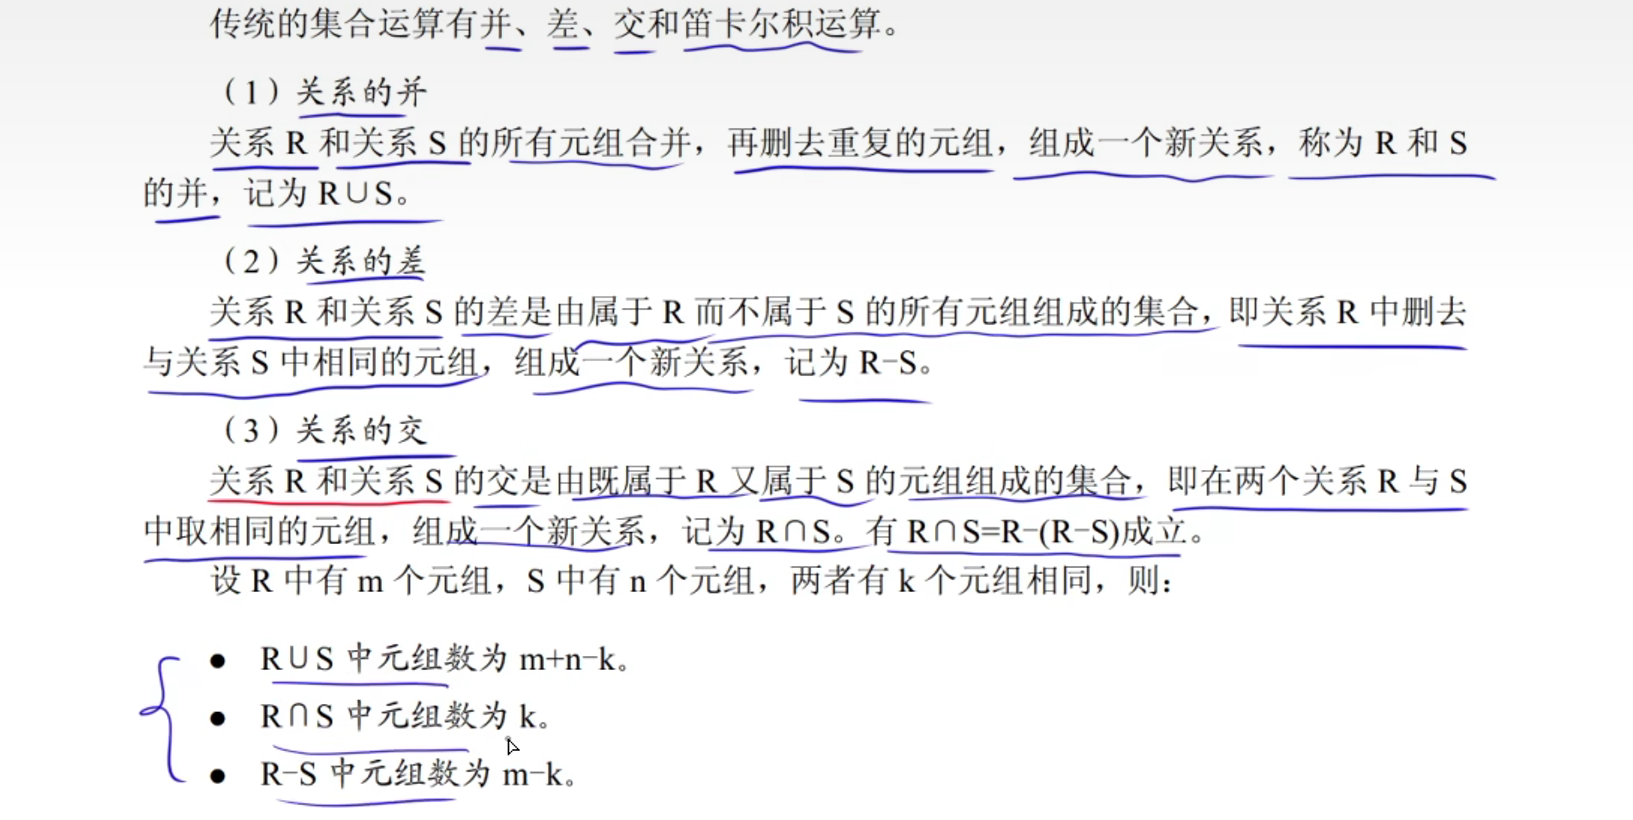 传统的集合运算有并、差、交和笛卡尔积运算。
（1）关系的并
关系 R 和关系 S 的所有元组合并，再删去重复的元组，组成一个新关系，称为 R 和 S
的并，记为 R∪S。
（2）关系的差
关系 R 和关系 S 的差是由属于 R 而不属于 S 的所有元组组成的集合，即关系 R 中删去
与关系 S 中相同的元组，组成一个新关系，记为 R−S。
（3）关系的交
关系 R 和关系 S 的交是由既属于 R 又属于 S 的元组组成的集合，即在两个关系 R 与 S
中取相同的元组，组成一个新关系，记为 R∩S。有 R∩S=R−(R−S)成立。
设 R 中有 m 个元组，S 中有 n 个元组，两者有 k 个元组相同，则：
● R∪S 中元组数为 m+n−k。
● R∩S 中元组数为 k。
● R−S 中元组数为 m−k。